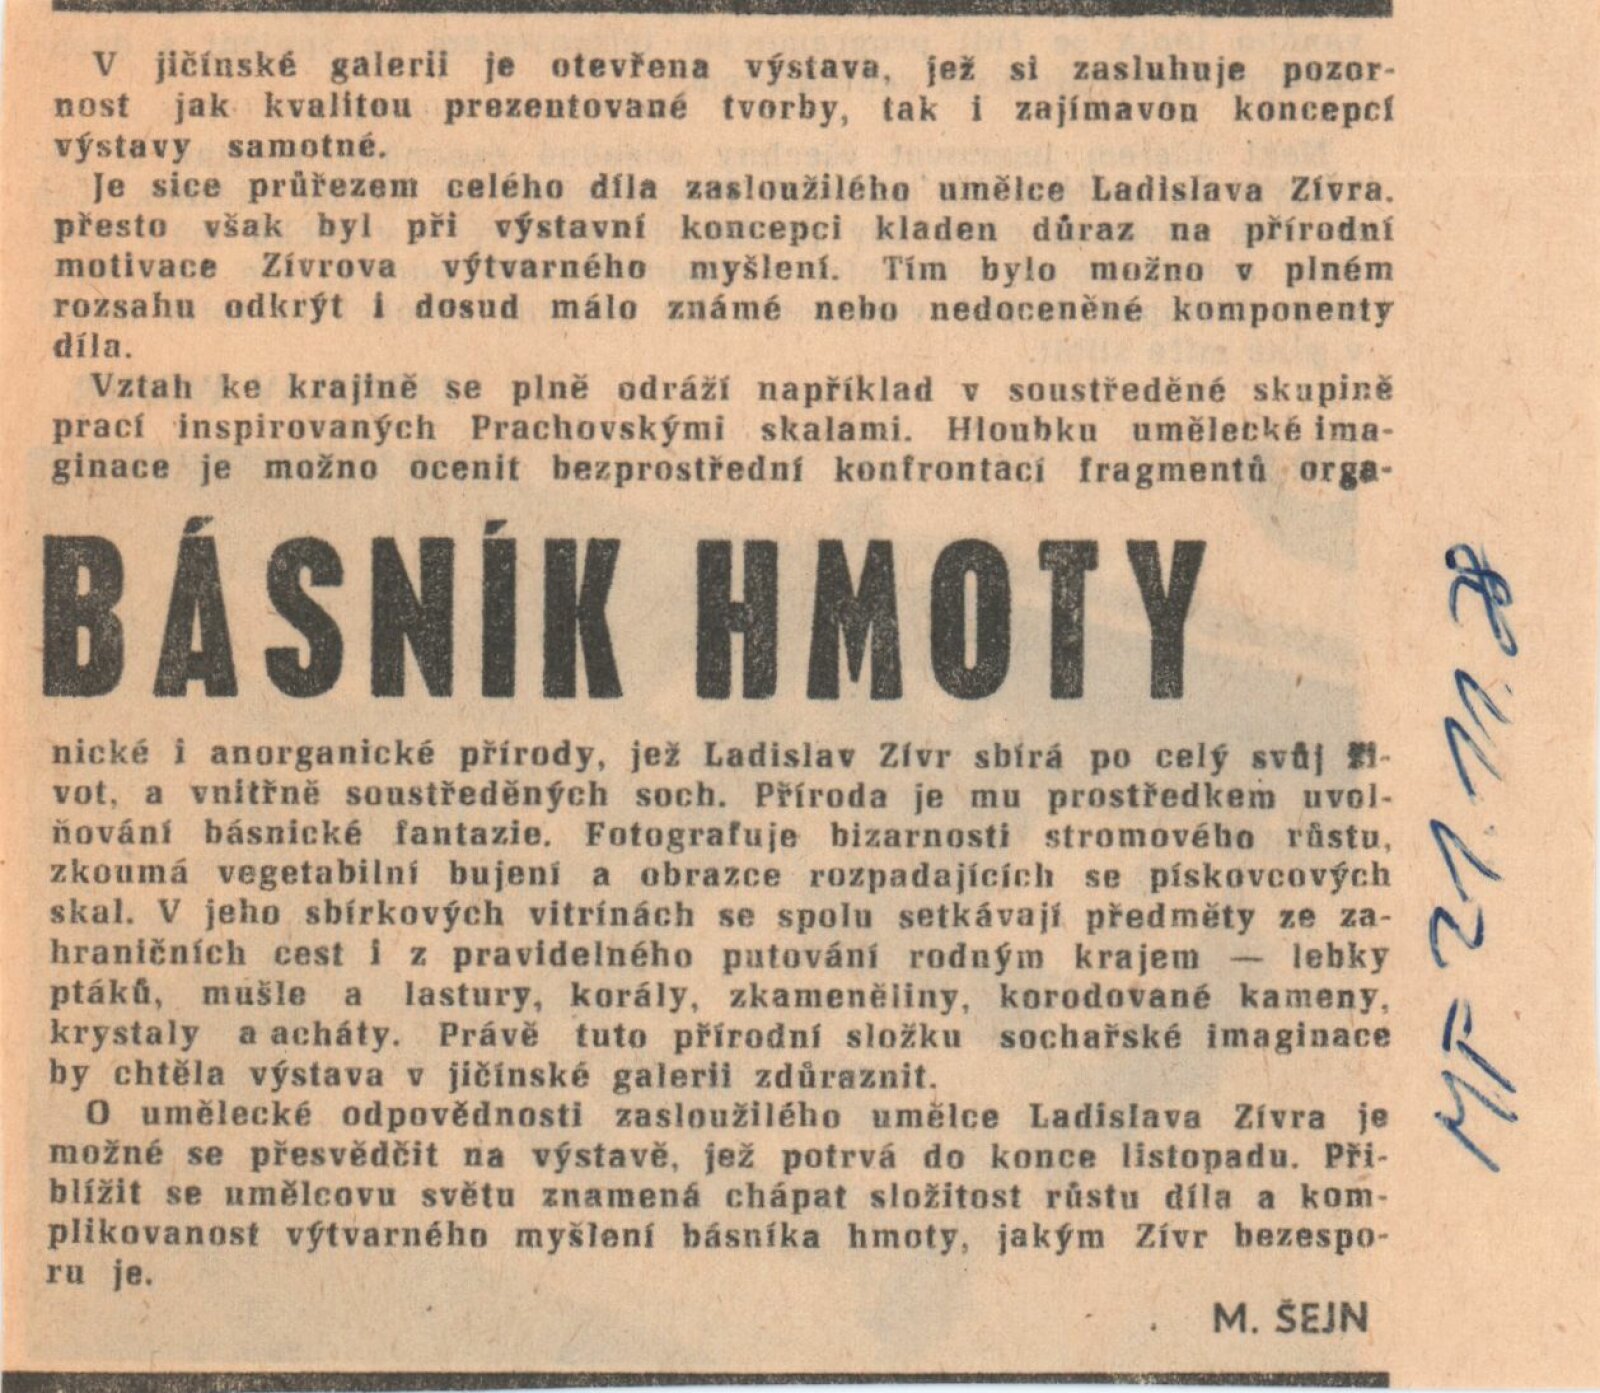 V jičínské galerii je otevřena výstava, jež si zasluhuje pozor-
nost jak kvalitou prezentované tvorby, tak i zajímavou koncepcí
výstavy samotné.
Je sice průřezem celého díla zasloužilého umělce Ladislava Zívra,
přesto však byl při výstavní koncepci kladen důraz na přírodní
motivace Zívrova výtvarného myšlení. Tím bylo možno v plném
rozsahu odkrýt i dosud málo známé nebo nedoceněné komponenty
díla.
Vztah ke krajině se plně odráží například v soustředěné skupině
prací inspirovaných Prachovskými skalami. Hloubku umělecké ima-
ginace je možno ocenit bezprostřední konfrontací fragmentů orga-
BÁSNÍK HMOTY
nické i anorganické přírody, jež Ladislav Zívr sbírá po celý svůj ži-
vot, a vnitřně soustředěných soch. Příroda je mu prostředkem uvol-
ňování básnické fantazie. Fotografuje bizarnosti stromového růstu,
zkoumá vegetabilní bujení a obrazce rozpadajících se pískovcových
skal. V jeho sbírkových vitrínách se spolu setkávají předměty ze za-
hraničních cest i z pravidelného putování rodným krajem — lebky
ptáků, mušle a lastury, korály, zkameněliny, korodované kameny,
krystaly a acháty. Právě tuto přírodní složku sochařské imaginace
by chtěla výstava v jičínské galerii zdůraznit.
O umělecké odpovědnosti zasloužilého umělce Ladislava Zívra je
možné se přesvědčit na výstavě, jež potrvá do konce listopadu. Při-
blížit se umělcovu světu znamená chápat složitost růstu díla a kom-
plikovanost výtvarného myšlení básníka hmoty, jakým Zívr bezespo-
ru je.
M. ŠEJN